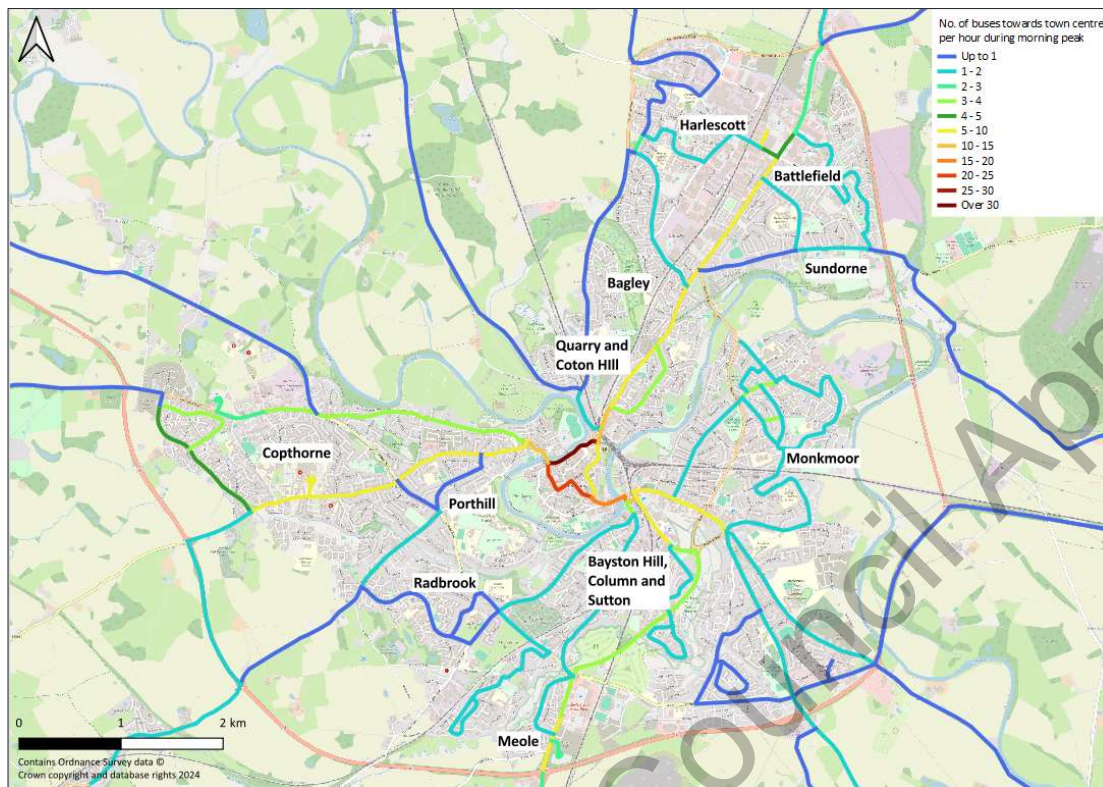 No. of buses towards town centre
per hour during morning peak
Up to 1
1 - 2
2 - 3
3 - 4
4 - 5
5 - 10
10 - 15
15 - 20
20 - 25
25 - 30
Over 30
Harlescott
Battlefield
Sundorne
Bagley
Quarry and
Coton HIll
Copthorne
Monkmoor
Porthill
Bayston Hill,
Column and
Sutton
Radbrook
Meole
0 1 2 km
Contains Ordnance Survey data ©
Crown copyright and database rights 2024
Council Ap